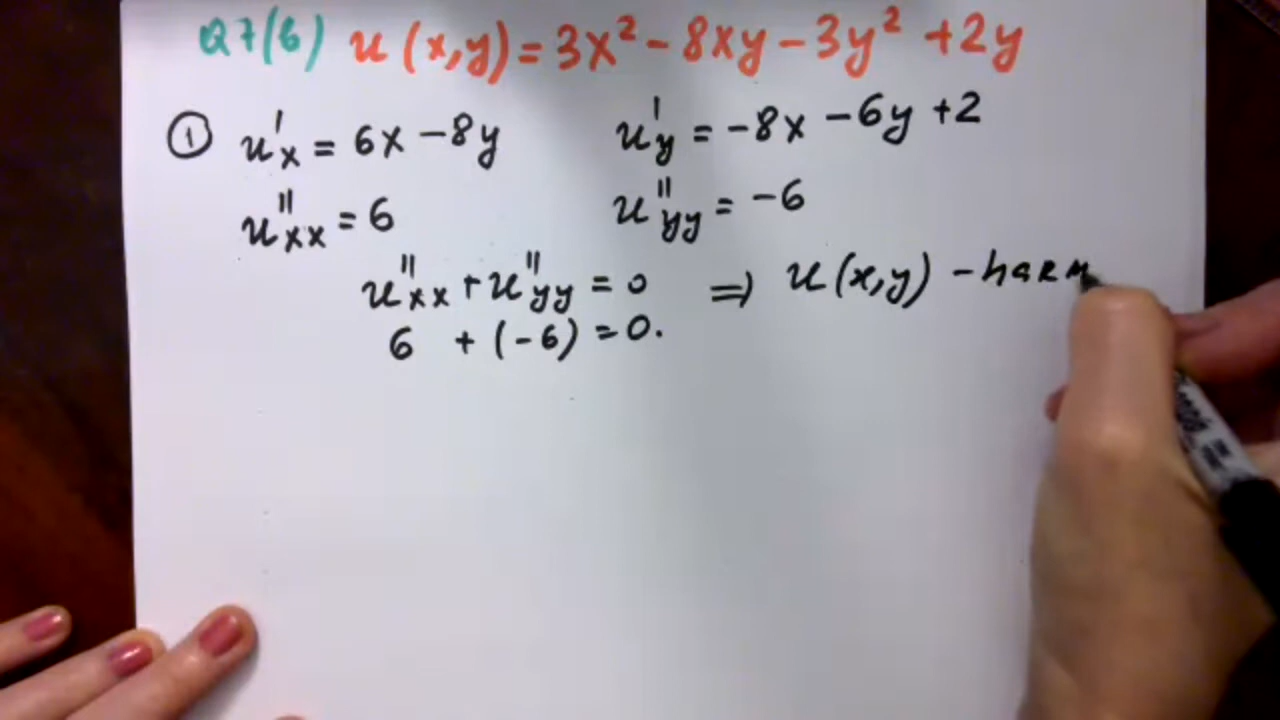 Q7(б) u(x,y)=3x²-8xy-3y²+2y
① u'x = 6x-8y u'y = -8x-6y+2
u''xx = 6 u''yy = -6
u''xx+u''yy = 0 ⇒ u(x,y) - harm
6 + (-6) = 0.